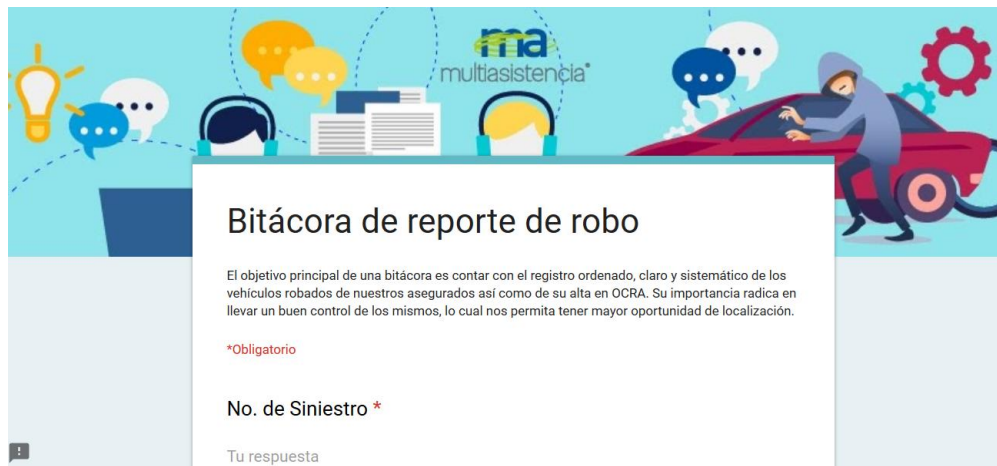 ma
multiasistencia®
Bitácora de reporte de robo
El objetivo principal de una bitácora es contar con el registro ordenado, claro y sistemático de los
vehículos robados de nuestros asegurados así como de su alta en OCRA. Su importancia radica en
llevar un buen control de los mismos, lo cual nos permita tener mayor oportunidad de localización.
*Obligatorio
No. de Siniestro *
Tu respuesta